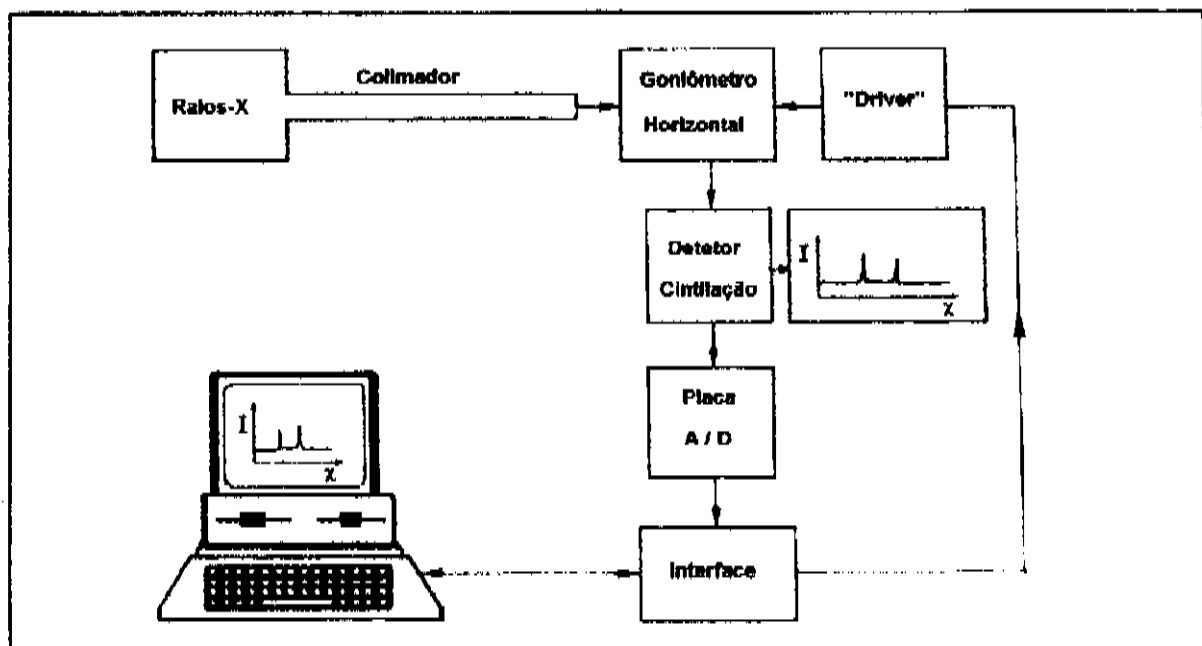 Colimador
Raios-X
Goniômetro
Horizontal
"Driver"
Detetor
Cintilação
I
χ
Placa
A / D
I
χ
Interface